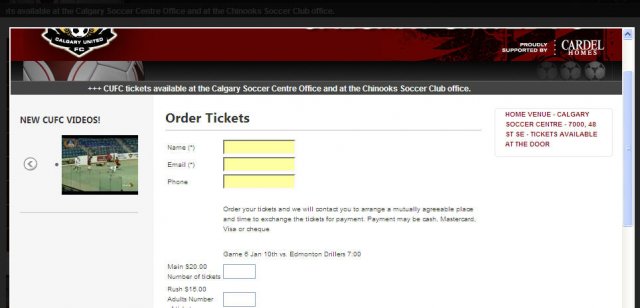 ets available at the Calgary Soccer Centre Office and at the Chinooks Soccer Club office.
CALGARY UNITED
FC
PROUDLY
SUPPORTED BY
CARDEL
HOMES
+++ CUFC tickets available at the Calgary Soccer Centre Office and at the Chinooks Soccer Club office.
NEW CUFC VIDEOS!
Order Tickets
Name (*)
Email (*)
Phone
Order your tickets and we will contact you to arrange a mutually agreeable place
and time to exchange the tickets for payment. Payment may be cash, Mastercard,
Visa or cheque
Game 6 Jan 19th vs. Edmonton Drillers 7:00
Main $20.00
Number of tickets
Rush $16.00
Adults Number
HOME VENUE - CALGARY
SOCCER CENTRE - 7000, 48
ST SE - TICKETS AVAILABLE
AT THE DOOR